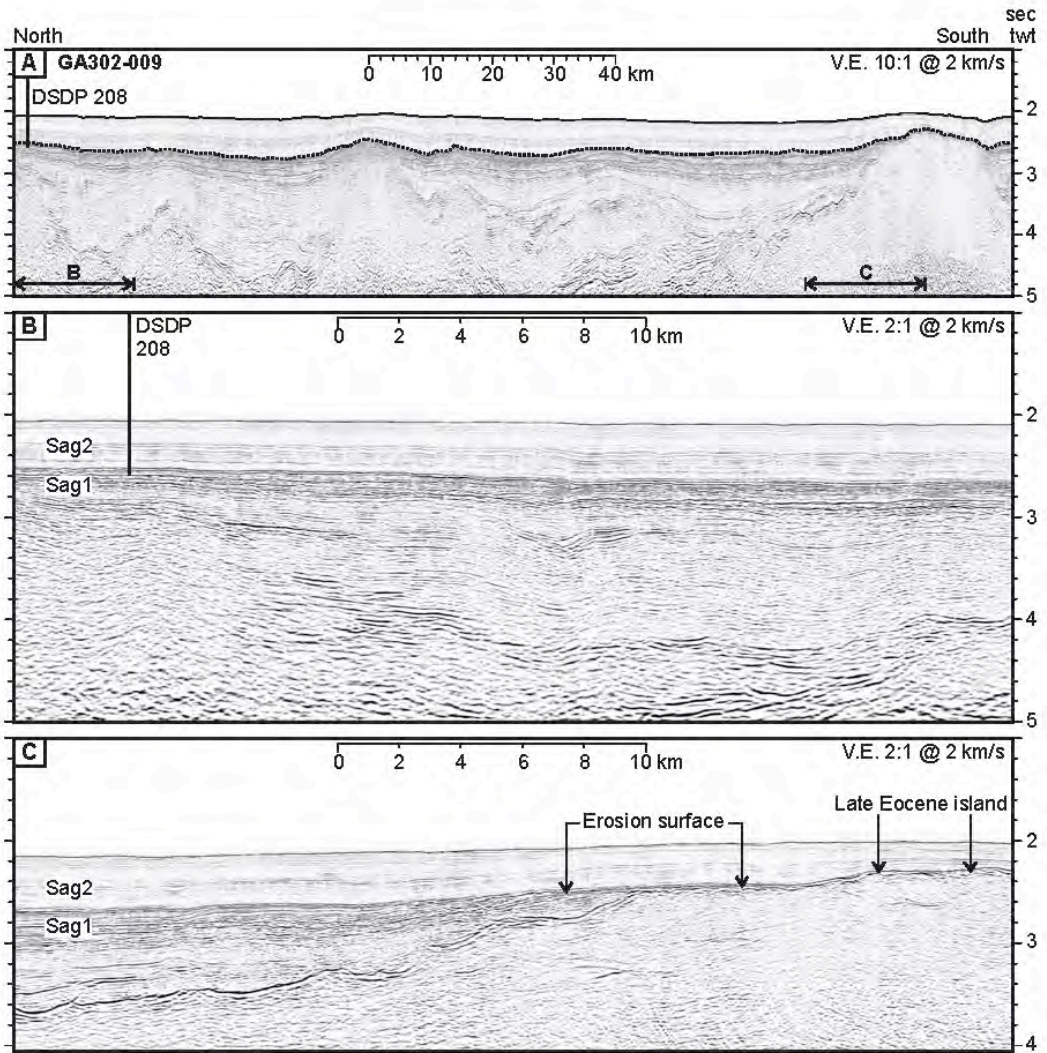 sec
North South twt
A GA302-009 V.E. 10:1 @ 2 km/s
0 10 20 30 40 km
DSDP 208
2
3
4
B C
5
B DSDP 208 V.E. 2:1 @ 2 km/s
0 2 4 6 8 10 km
2
Sag2
Sag1
3
4
5
C V.E. 2:1 @ 2 km/s
0 2 4 6 8 10 km
Late Eocene island
Erosion surface
2
Sag2
Sag1
3
4